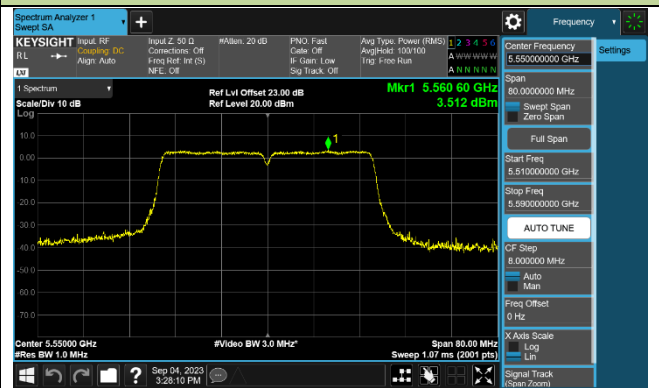 Spectrum Analyzer 1
Swept SA
Frequency
KEYSIGHT
RL
LXI
Input: RF
Coupling: DC
Align: Auto
Input Z: 50 Ω
Corrections: Off
Freq Ref: Int (S)
NFE: Off
#Atten: 20 dB
PNO: Fast
Gate: Off
IF Gain: Low
Sig Track: Off
Avg Type: Power (RMS)
Avg|Hold: 100/100
Trig: Free Run
1 2 3 4 5 6
A W W W W W
A N N N N N
1 Spectrum
Scale/Div 10 dB
Log
Ref Lvl Offset 23.00 dB
Ref Level 20.00 dBm
Mkr1 5.560 60 GHz
3.512 dBm
1
10.0
0.00
-10.0
-20.0
-30.0
-40.0
-50.0
-60.0
-70.0
Center 5.55000 GHz
#Res BW 1.0 MHz
#Video BW 3.0 MHz*
Span 80.00 MHz
Sweep 1.07 ms (2001 pts)
Center Frequency
5.550000000 GHz
Settings
Span
80.0000000 MHz
Swept Span
Zero Span
Full Span
Start Freq
5.510000000 GHz
Stop Freq
5.590000000 GHz
AUTO TUNE
CF Step
8.000000 MHz
Auto
Man
Freq Offset
0 Hz
X Axis Scale
Log
Lin
Signal Track
(Span Zoom)
?
Sep 04, 2023
3:28:10 PM